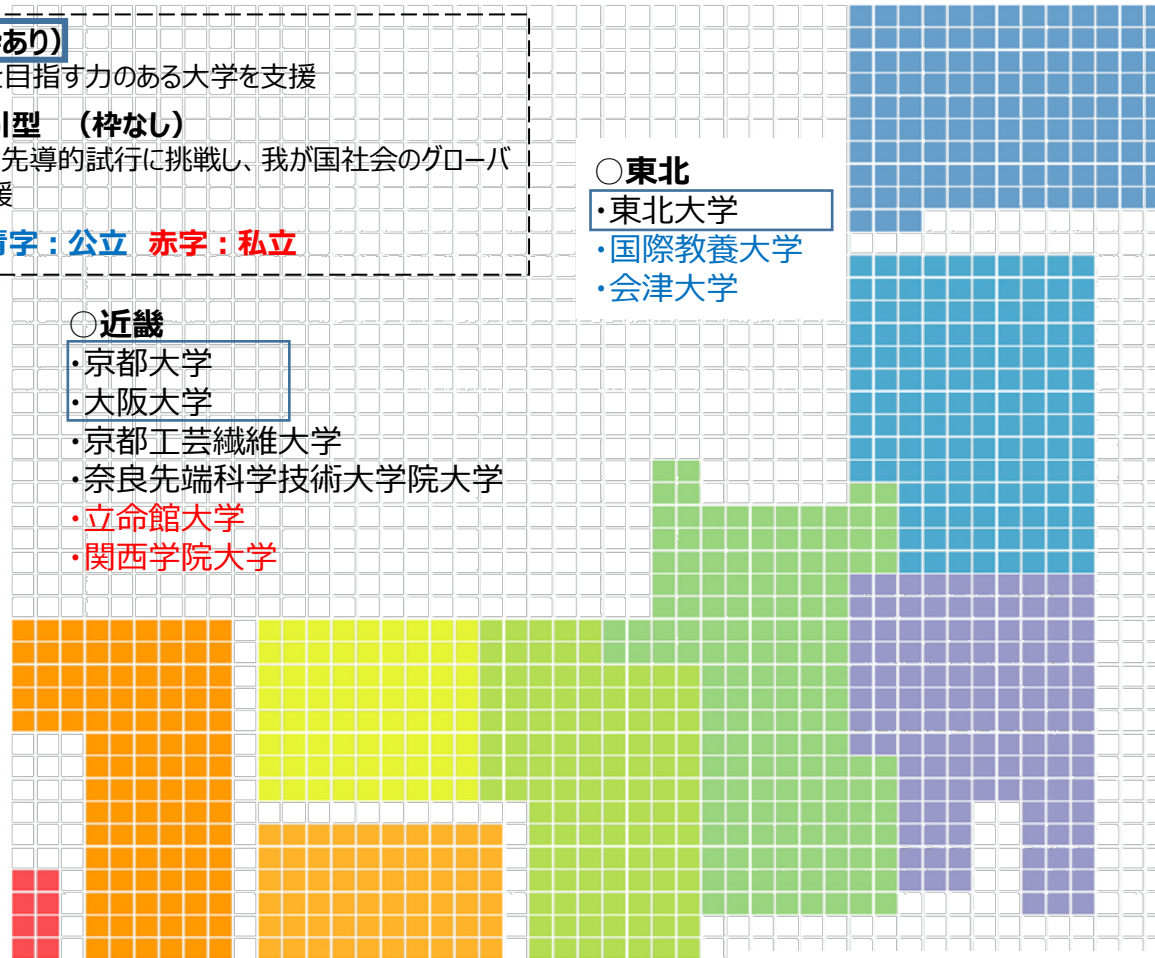 あり)
目指す力のある大学を支援
型 (枠なし)
先導的試行に挑戦し、我が国社会のグローバ
援
青字：公立 赤字：私立
○東北
・東北大学
・国際教養大学
・会津大学
○近畿
・京都大学
・大阪大学
・京都工芸繊維大学
・奈良先端科学技術大学院大学
・立命館大学
・関西学院大学